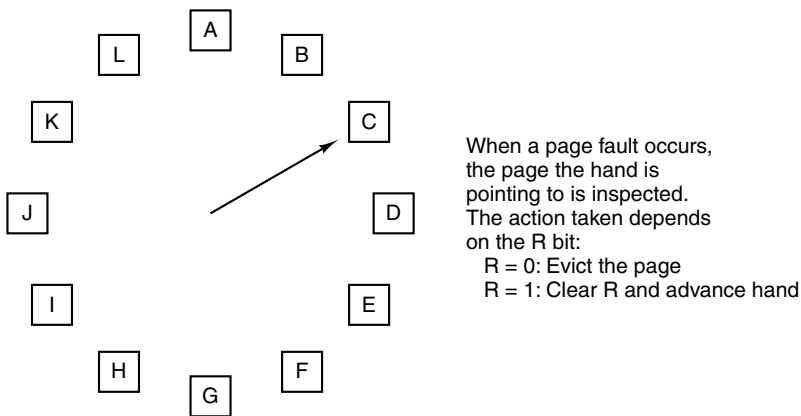 A
L
B
K
C
J
D
I
E
H
F
G
When a page fault occurs,
the page the hand is
pointing to is inspected.
The action taken depends
on the R bit:
R = 0: Evict the page
R = 1: Clear R and advance hand